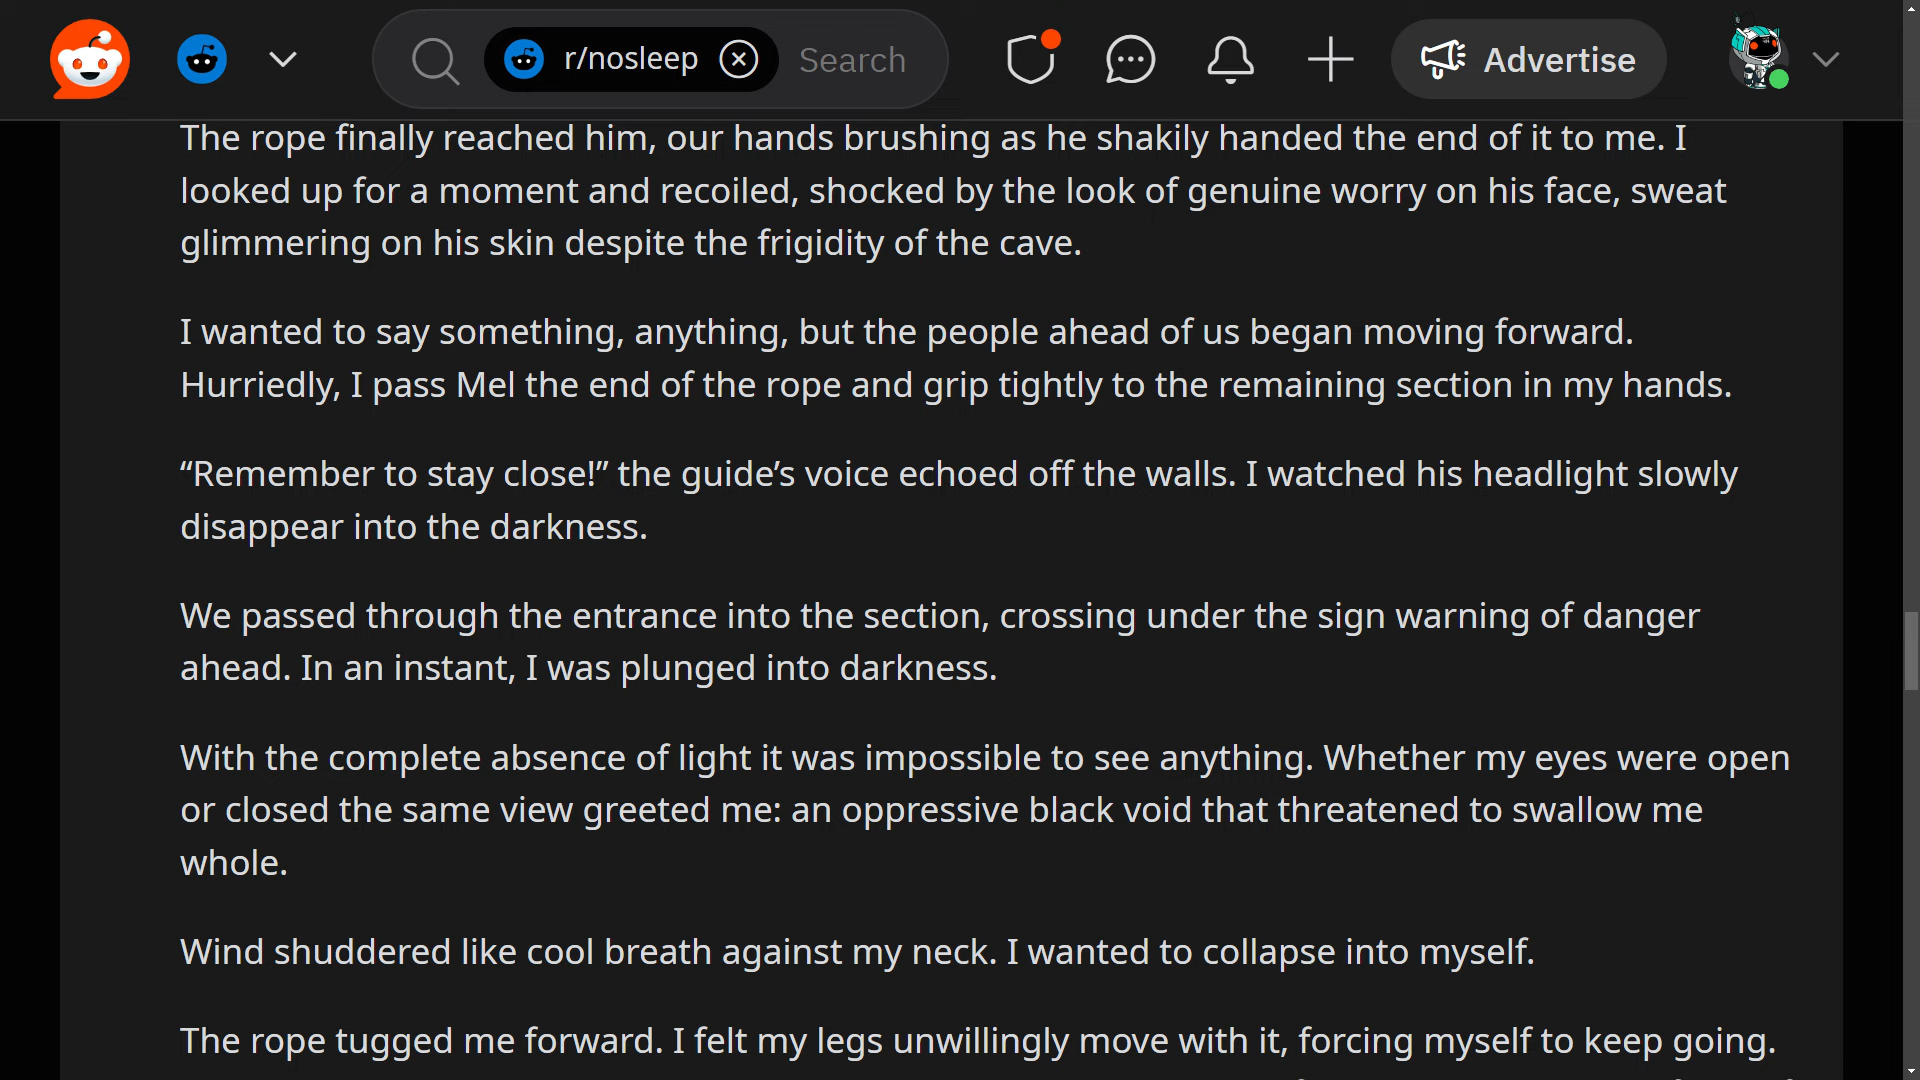 r/nosleep Search Advertise
The rope finally reached him, our hands brushing as he shakily handed the end of it to me. I
looked up for a moment and recoiled, shocked by the look of genuine worry on his face, sweat
glimmering on his skin despite the frigidity of the cave.
I wanted to say something, anything, but the people ahead of us began moving forward.
Hurriedly, I pass Mel the end of the rope and grip tightly to the remaining section in my hands.
“Remember to stay close!” the guide’s voice echoed off the walls. I watched his headlight slowly
disappear into the darkness.
We passed through the entrance into the section, crossing under the sign warning of danger
ahead. In an instant, I was plunged into darkness.
With the complete absence of light it was impossible to see anything. Whether my eyes were open
or closed the same view greeted me: an oppressive black void that threatened to swallow me
whole.
Wind shuddered like cool breath against my neck. I wanted to collapse into myself.
The rope tugged me forward. I felt my legs unwillingly move with it, forcing myself to keep going.